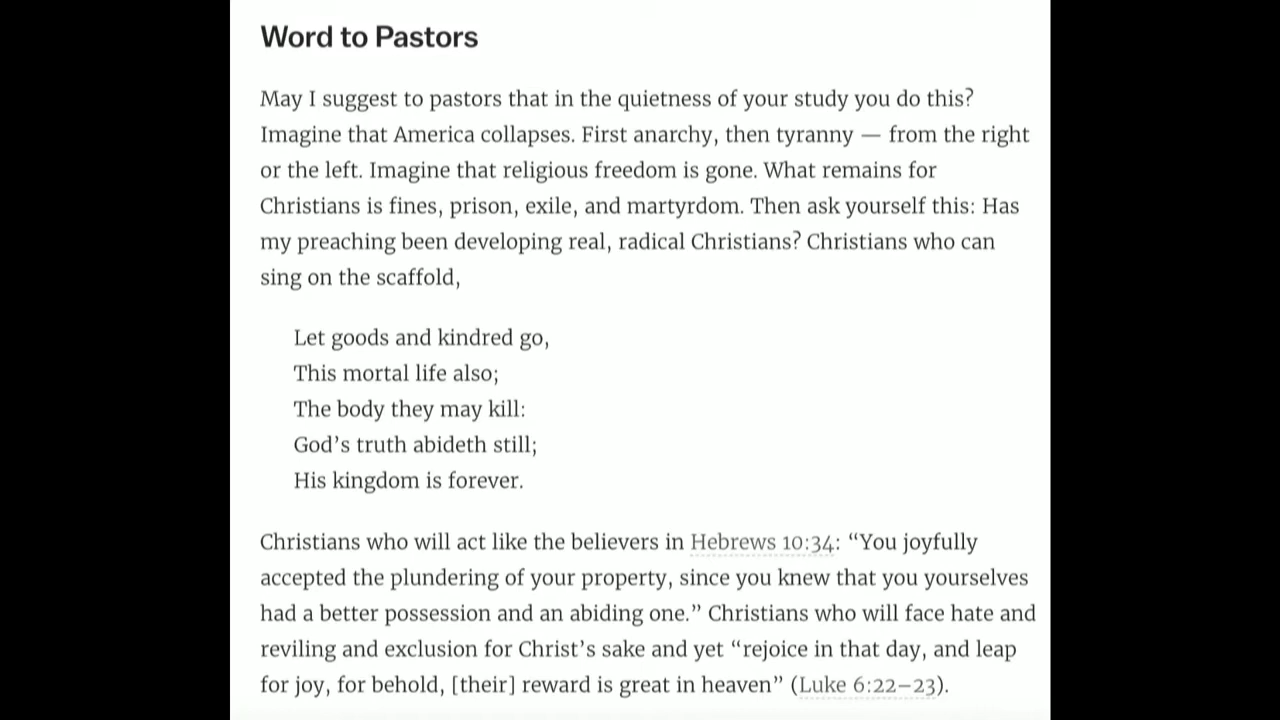 Word to Pastors
May I suggest to pastors that in the quietness of your study you do this?
Imagine that America collapses. First anarchy, then tyranny — from the right
or the left. Imagine that religious freedom is gone. What remains for
Christians is fines, prison, exile, and martyrdom. Then ask yourself this: Has
my preaching been developing real, radical Christians? Christians who can
sing on the scaffold,
Let goods and kindred go,
This mortal life also;
The body they may kill:
God’s truth abideth still;
His kingdom is forever.
Christians who will act like the believers in Hebrews 10:34: “You joyfully
accepted the plundering of your property, since you knew that you yourselves
had a better possession and an abiding one.” Christians who will face hate and
reviling and exclusion for Christ’s sake and yet “rejoice in that day, and leap
for joy, for behold, [their] reward is great in heaven” (Luke 6:22–23).